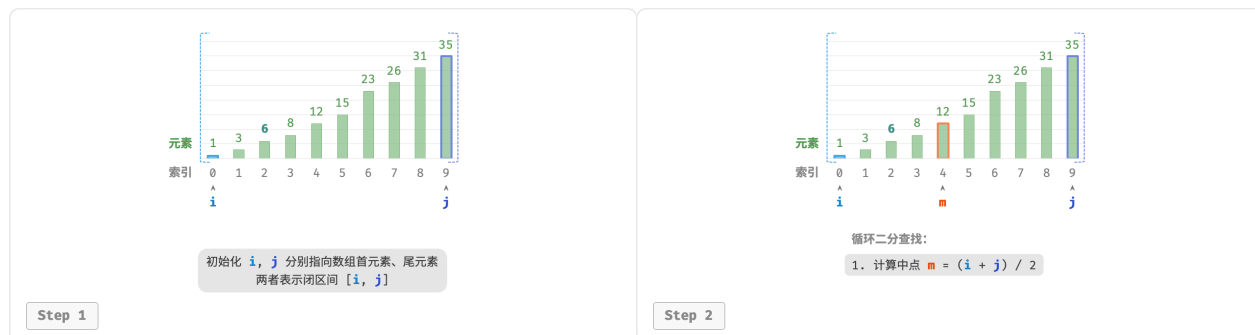 35
31
26
23
15
12
8
6
3
元素 1
索引 0 1 2 3 4 5 6 7 8 9
i j
初始化 i, j 分别指向数组首元素、尾元素
两者表示闭区间 [i, j]
Step 1
35
31
26
23
15
12
8
6
3
元素 1
索引 0 1 2 3 4 5 6 7 8 9
i m j
循环二分查找：
1. 计算中点 m = (i + j) / 2
Step 2